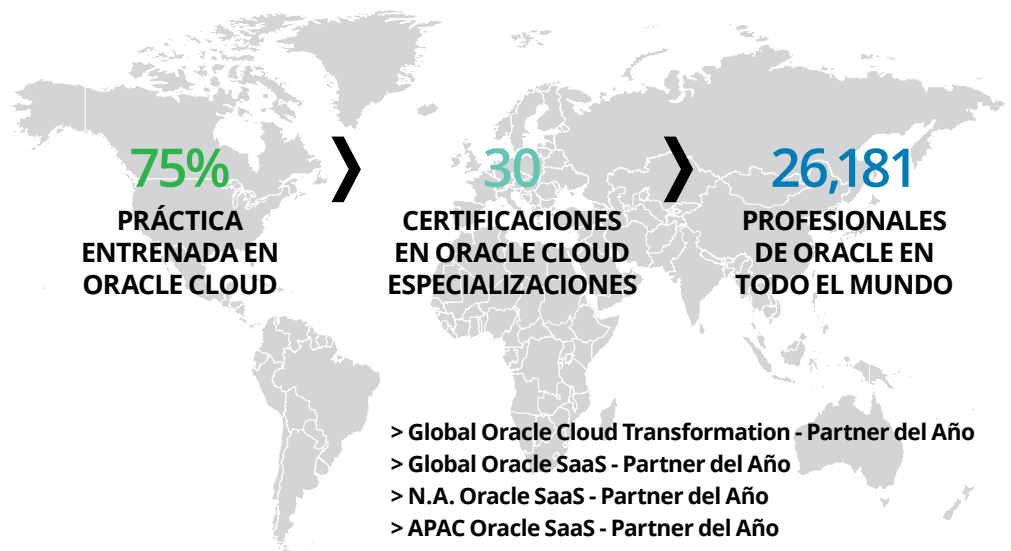 75%
PRÁCTICA
ENTRENADA EN
ORACLE CLOUD
30
CERTIFICACIONES
EN ORACLE CLOUD
ESPECIALIZACIONES
26,181
PROFESIONALES
DE ORACLE EN
TODO EL MUNDO
> Global Oracle Cloud Transformation - Partner del Año
> Global Oracle SaaS - Partner del Año
> N.A. Oracle SaaS - Partner del Año
> APAC Oracle SaaS - Partner del Año